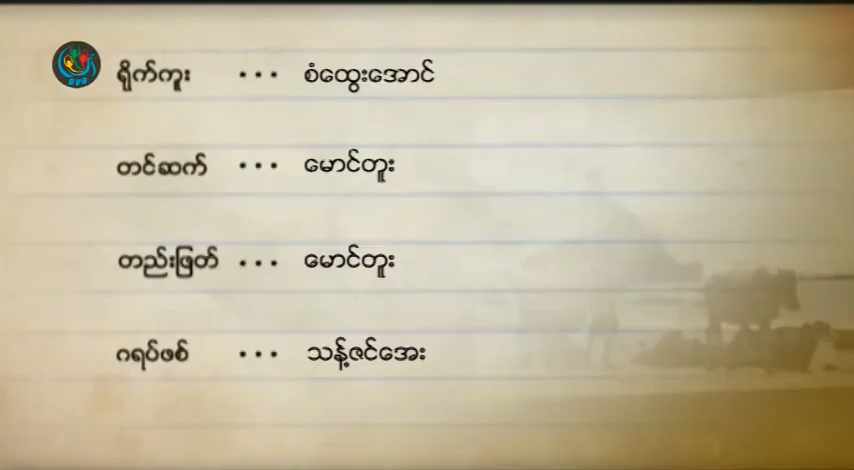 DVB
ရိုက်ကူး ... စံထွေးအောင်
တင်ဆက် ... မောင်တူး
တည်းဖြတ် ... မောင်တူး
ဂရပ်ဖစ် ... သန့်ဇင်အေး